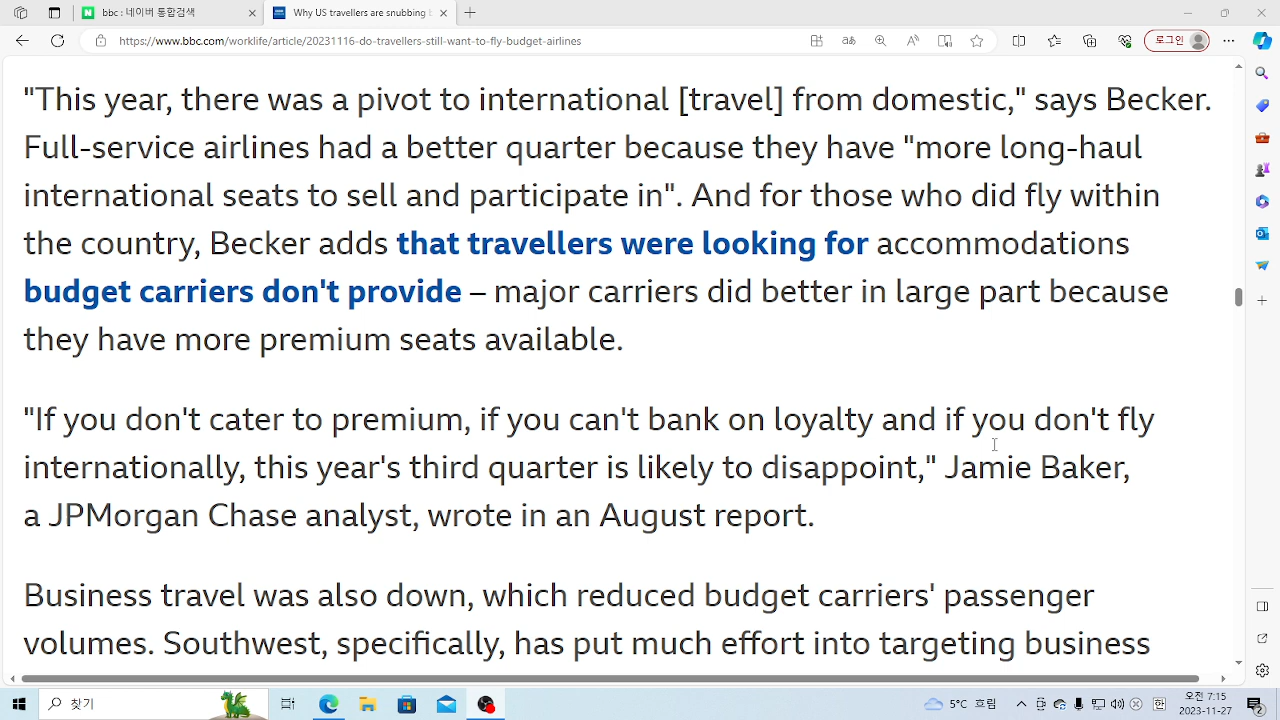 bbc : 네이버 통합검색
Why US travellers are snubbing
https://www.bbc.com/worklife/article/20231116-do-travellers-still-want-to-fly-budget-airlines
로그인
"This year, there was a pivot to international [travel] from domestic," says Becker.
Full-service airlines had a better quarter because they have "more long-haul
international seats to sell and participate in". And for those who did fly within
the country, Becker adds that travellers were looking for accommodations
budget carriers don't provide – major carriers did better in large part because
they have more premium seats available.
"If you don't cater to premium, if you can't bank on loyalty and if you don't fly
internationally, this year's third quarter is likely to disappoint," Jamie Baker,
a JPMorgan Chase analyst, wrote in an August report.
Business travel was also down, which reduced budget carriers' passenger
volumes. Southwest, specifically, has put much effort into targeting business
찾기
5°C 흐림
오전 7:15
2023-11-27